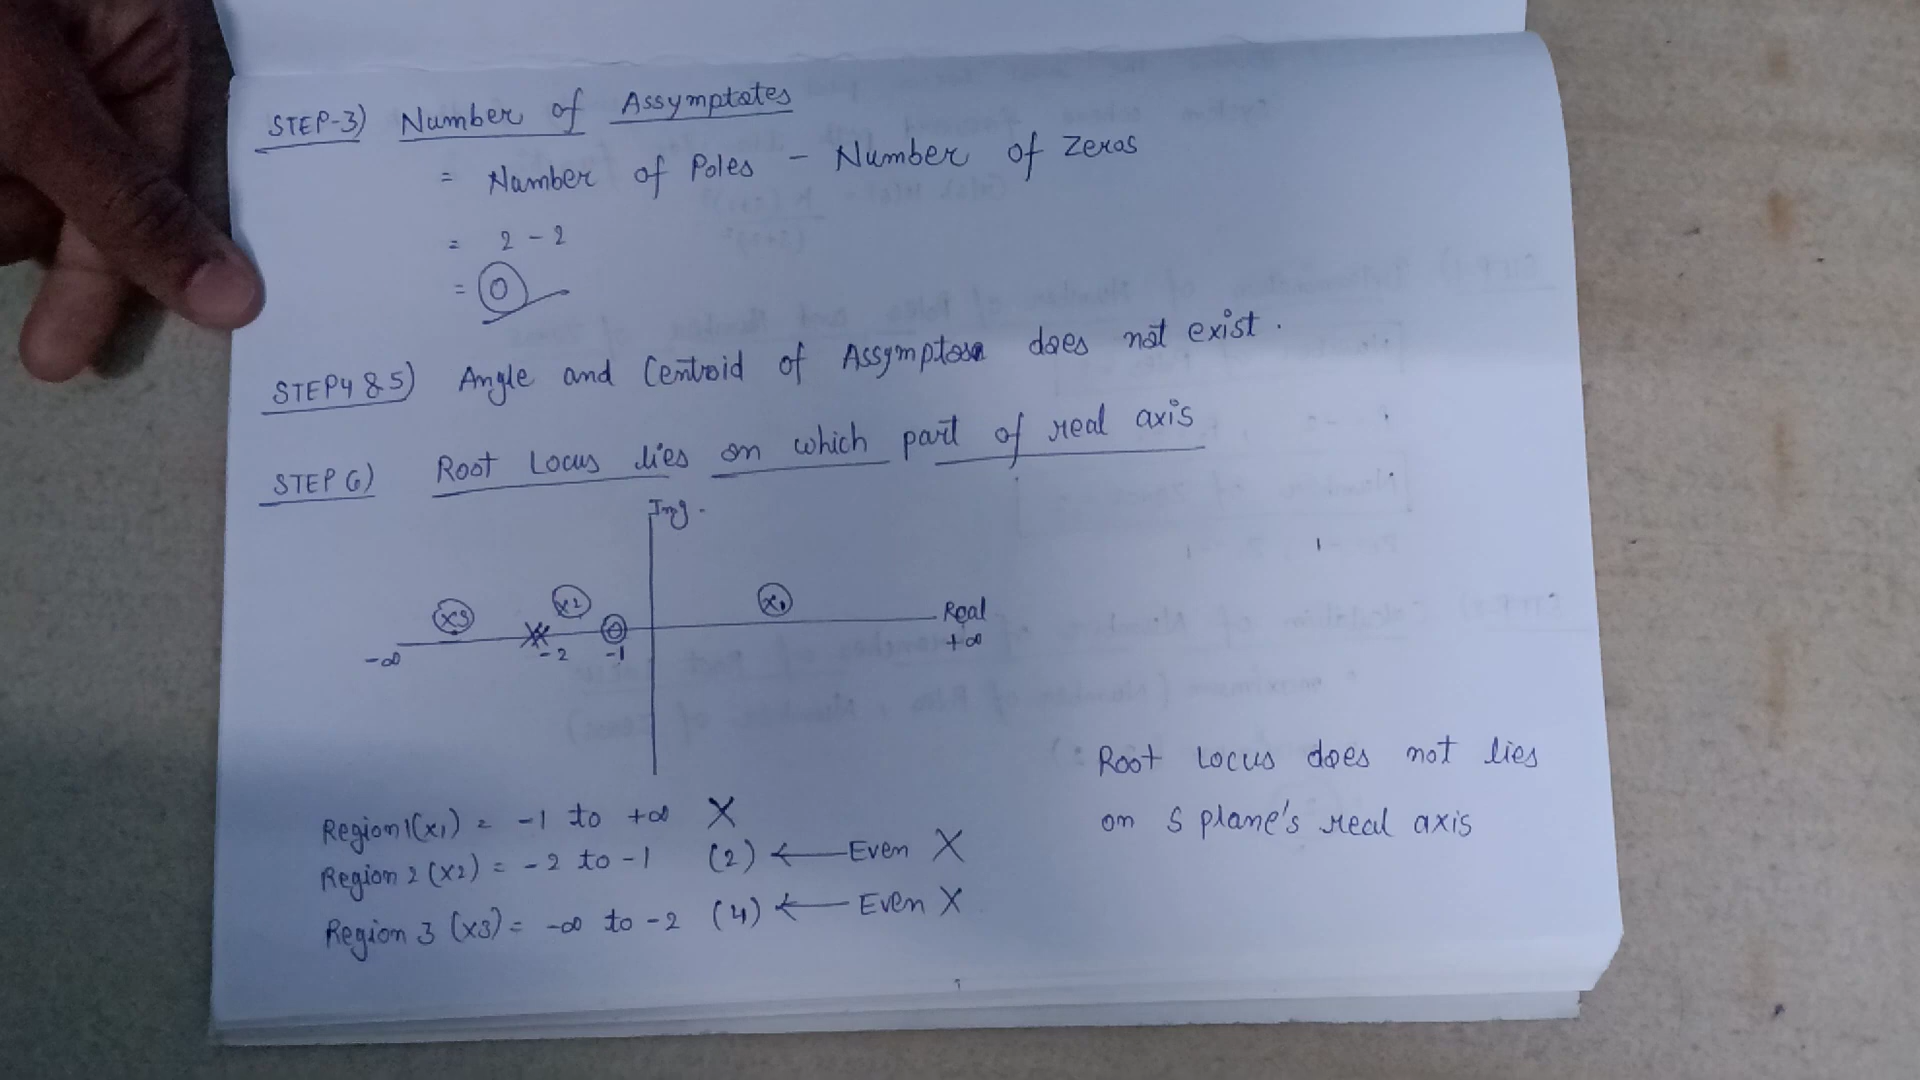 STEP-3) Number of Assymptotes
= Number of Poles - Number of Zeros
= 2 - 2
= 0
STEP4 & 5) Angle and Centroid of Assymptose does not exist.
STEP 6) Root Locus lies on which part of real axis
Img.
x3 x2 x1
Real
-∞ -2 -1 +∞
Root Locus does not lies
on S plane's real axis
Region1(x1) = -1 to +∞ X
Region 2 (x2) = -2 to -1 (2) ← Even X
Region 3 (x3) = -∞ to -2 (4) ← Even X